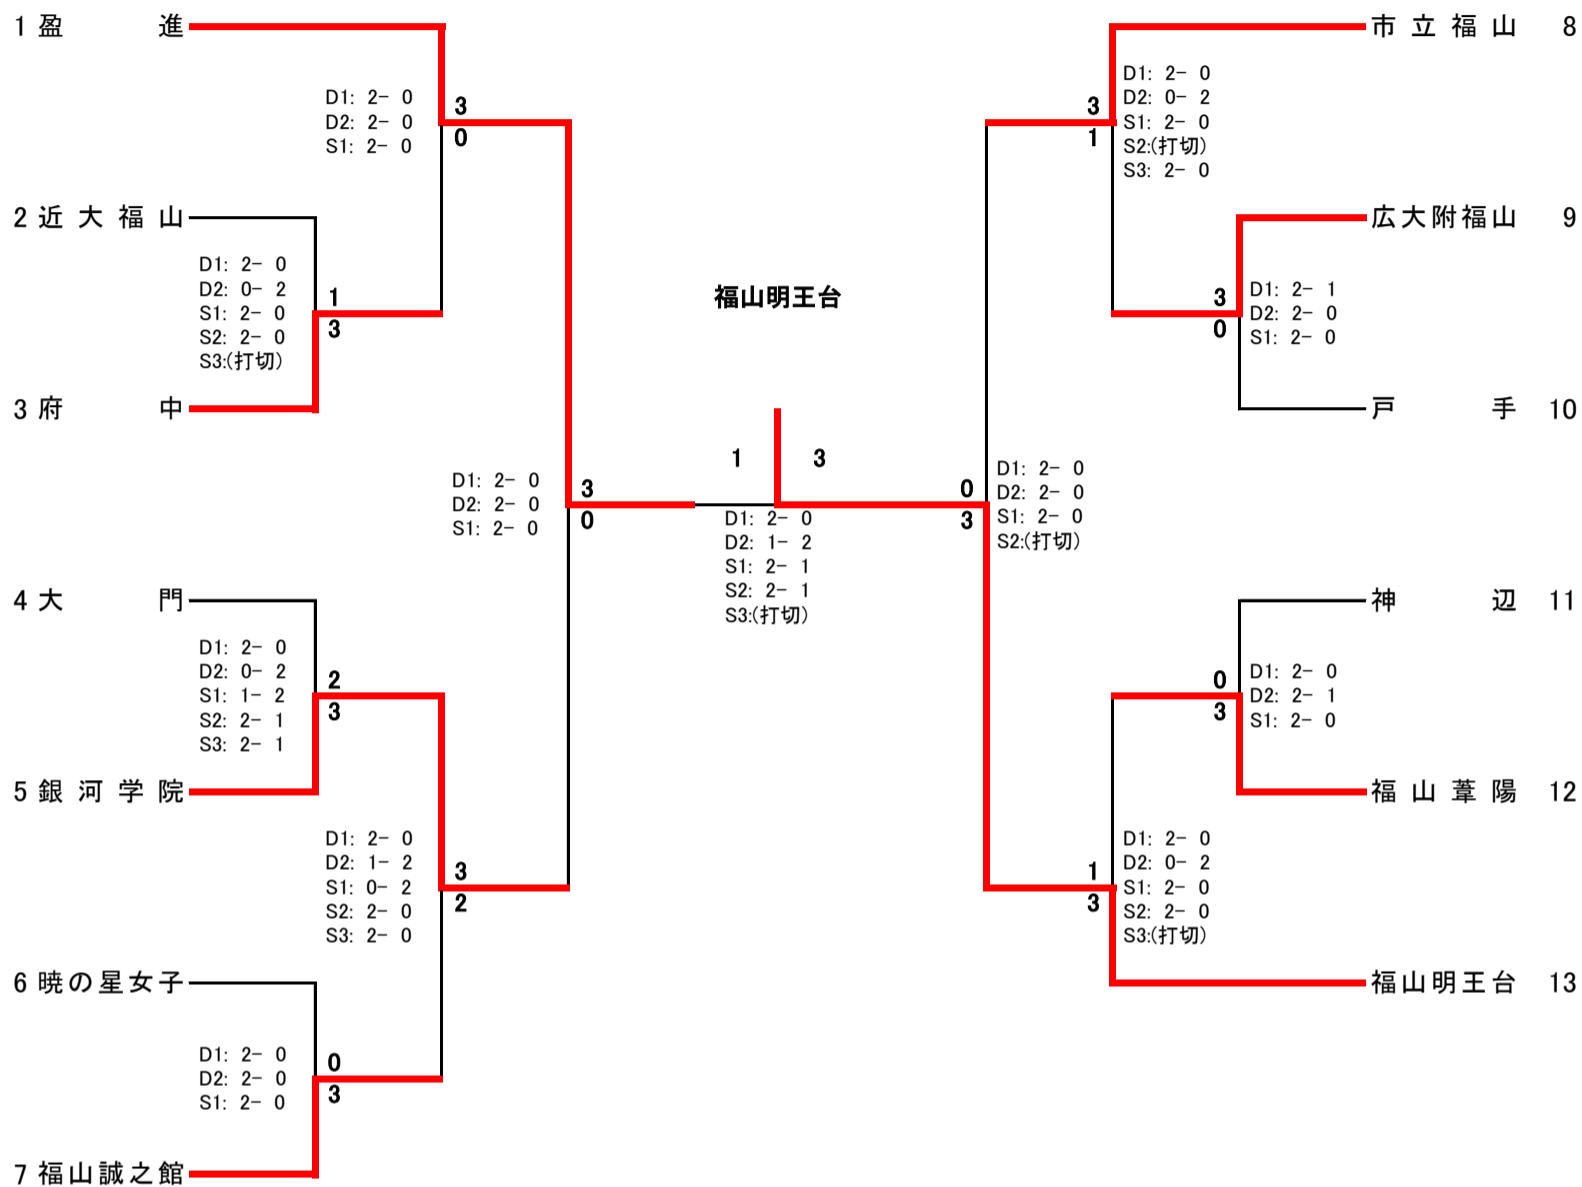 1 盈進
D1: 2- 0
D2: 2- 0
S1: 2- 0
3
0
2 近大福山
D1: 2- 0
D2: 0- 2
S1: 2- 0
S2: 2- 0
S3:(打切)
1
3
3 府中
D1: 2- 0
D2: 2- 0
S1: 2- 0
3
0
4 大門
D1: 2- 0
D2: 0- 2
S1: 1- 2
S2: 2- 1
S3: 2- 1
2
3
5 銀河学院
D1: 2- 0
D2: 1- 2
S1: 0- 2
S2: 2- 0
S3: 2- 0
3
2
6 暁の星女子
D1: 2- 0
D2: 2- 0
S1: 2- 0
0
3
7 福山誠之館
福山明王台
1 3
D1: 2- 0
D2: 1- 2
S1: 2- 1
S2: 2- 1
S3:(打切)
市立福山 8
3
1
D1: 2- 0
D2: 0- 2
S1: 2- 0
S2:(打切)
S3: 2- 0
広大附福山 9
3
0
D1: 2- 1
D2: 2- 0
S1: 2- 0
戸手 10
0
3
D1: 2- 0
D2: 2- 0
S1: 2- 0
S2:(打切)
神辺 11
0
3
D1: 2- 0
D2: 2- 1
S1: 2- 0
福山葦陽 12
1
3
D1: 2- 0
D2: 0- 2
S1: 2- 0
S2: 2- 0
S3:(打切)
福山明王台 13